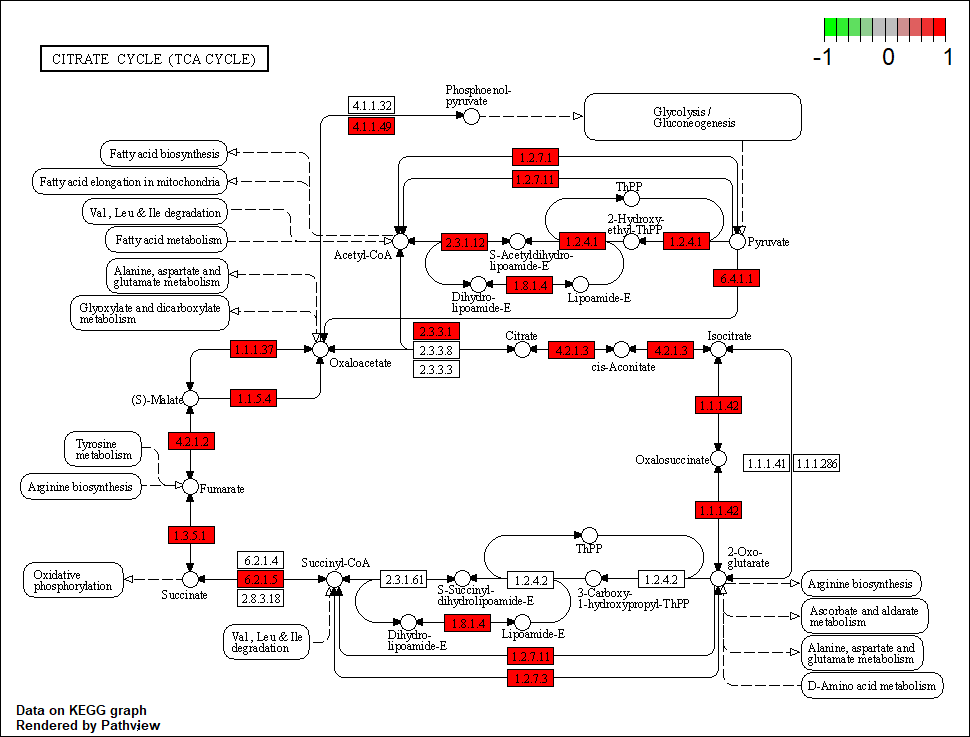 -1 0 1
CITRATE CYCLE (TCA CYCLE)
Phosphoenol-
pyruvate
4.1.1.32
4.1.1.49
Glycolysis /
Gluconeogenesis
Fatty acid biosynthesis
Fatty acid elongation in mitochondria
Val, Leu & Ile degradation
Fatty acid metabolism
Alanine, aspartate and
glutamate metabolism
Glyoxylate and dicarboxylate
metabolism
1.2.7.1
1.2.7.11
ThPP
2-Hydroxy-
ethyl-ThPP
Acetyl-CoA
2.3.1.12
S-Acetyldihydro-
lipoamide-E
1.2.4.1
1.2.4.1
Pyruvate
Dihydro-
lipoamide-E
1.8.1.4
Lipoamide-E
6.4.1.1
2.3.3.1
2.3.3.8
2.3.3.3
Citrate
Isocitrate
1.1.1.37
Oxaloacetate
4.2.1.3
cis-Aconitate
4.2.1.3
(S)-Malate
1.1.5.4
1.1.1.42
4.2.1.2
Tyrosine
metabolism
Oxalosuccinate
1.1.1.41
1.1.1.286
Arginine biosynthesis
Fumarate
1.1.1.42
1.3.5.1
ThPP
2-Oxo-
glutarate
Oxidative
phosphorylation
Succinate
6.2.1.4
6.2.1.5
2.8.3.18
Succinyl-CoA
2.3.1.61
S-Succinyl-
dihydrolipoamide-E
1.2.4.2
3-Carboxy-
1-hydroxypropyl-ThPP
1.2.4.2
Arginine biosynthesis
Ascorbate and aldarate
metabolism
Alanine, aspartate and
glutamate metabolism
D-Amino acid metabolism
Val, Leu & Ile
degradation
Dihydro-
lipoamide-E
1.8.1.4
Lipoamide-E
1.2.7.11
1.2.7.3
Data on KEGG graph
Rendered by Pathview